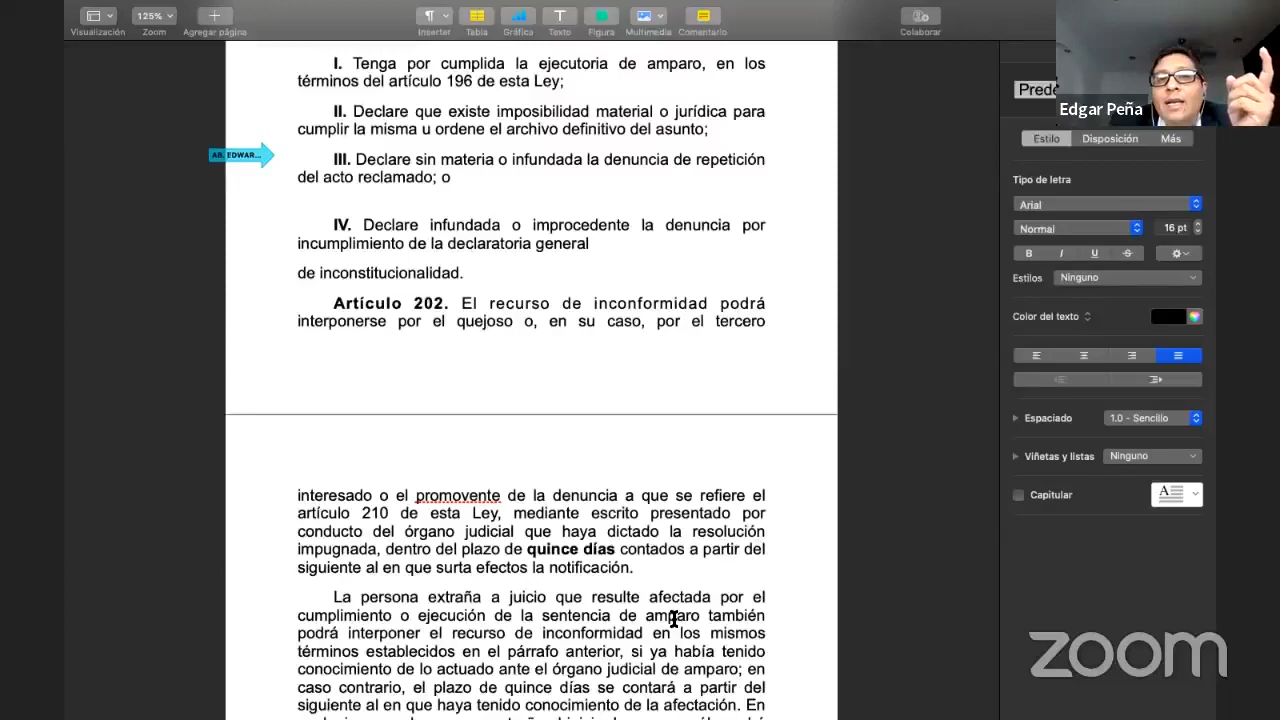 125%
Visualización
Zoom
Agregar página
Insertar
Tabla
Gráfica
Texto
Figura
Multimedia
Comentario
Colaborar
Edgar Peña
I. Tenga por cumplida la ejecutoria de amparo, en los
términos del artículo 196 de esta Ley;
II. Declare que existe imposibilidad material o jurídica para
cumplir la misma u ordene el archivo definitivo del asunto;
AB. EDWAR...
III. Declare sin materia o infundada la denuncia de repetición
del acto reclamado; o
IV. Declare infundada o improcedente la denuncia por
incumplimiento de la declaratoria general
de inconstitucionalidad.
Artículo 202. El recurso de inconformidad podrá
interponerse por el quejoso o, en su caso, por el tercero
interesado o el promovente de la denuncia a que se refiere el
artículo 210 de esta Ley, mediante escrito presentado por
conducto del órgano judicial que haya dictado la resolución
impugnada, dentro del plazo de quince días contados a partir del
siguiente al en que surta efectos la notificación.
La persona extraña a juicio que resulte afectada por el
cumplimiento o ejecución de la sentencia de amparo también
podrá interponer el recurso de inconformidad en los mismos
términos establecidos en el párrafo anterior, si ya había tenido
conocimiento de lo actuado ante el órgano judicial de amparo; en
caso contrario, el plazo de quince días se contará a partir del
siguiente al en que haya tenido conocimiento de la afectación. En
Prede
Estilo
Disposición
Más
Tipo de letra
Arial
Normal
16 pt
B I U S
Estilos
Ninguno
Color del texto
Espaciado
1.0 - Sencillo
Viñetas y listas
Ninguno
Capitular
A
zoom